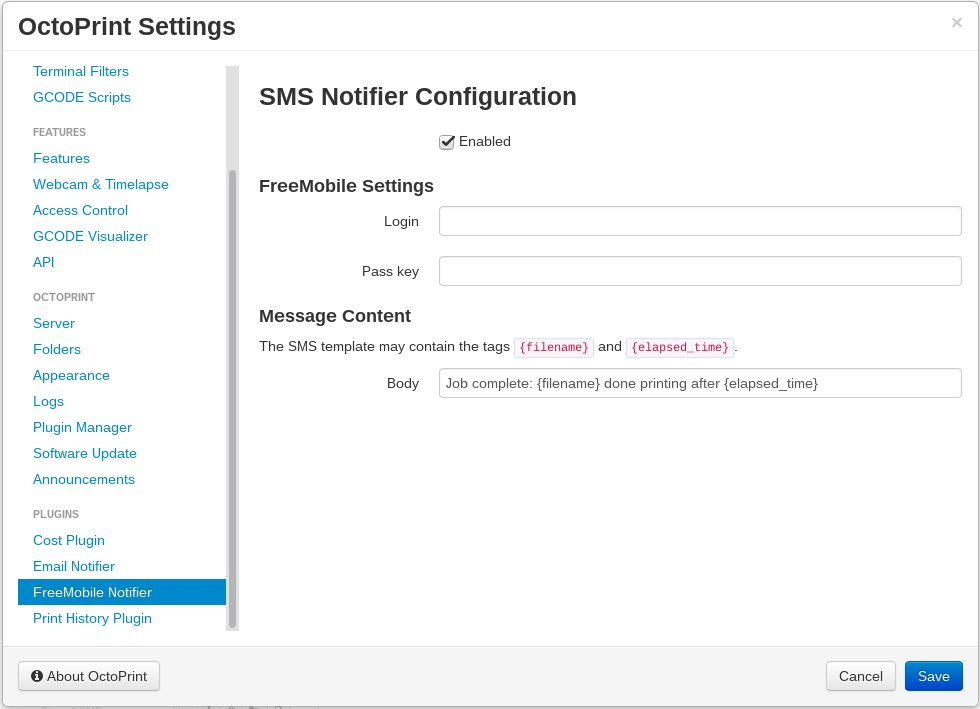 OctoPrint Settings
×
Terminal Filters
GCODE Scripts
FEATURES
Features
Webcam & Timelapse
Access Control
GCODE Visualizer
API
OCTOPRINT
Server
Folders
Appearance
Logs
Plugin Manager
Software Update
Announcements
PLUGINS
Cost Plugin
Email Notifier
FreeMobile Notifier
Print History Plugin
SMS Notifier Configuration
Enabled
FreeMobile Settings
Login
Pass key
Message Content
The SMS template may contain the tags {filename} and {elapsed_time}.
Body Job complete: {filename} done printing after {elapsed_time}
About OctoPrint
Cancel
Save